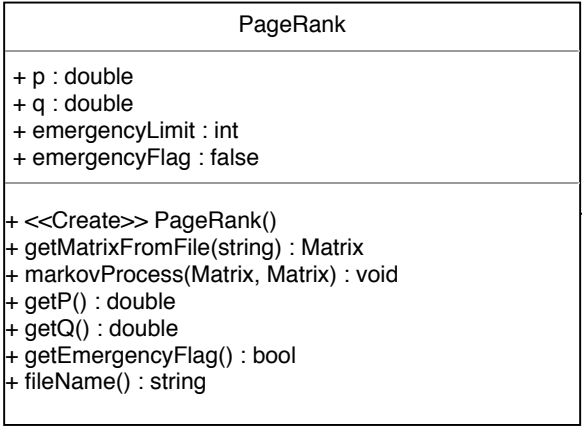 PageRank
+ p : double
+ q : double
+ emergencyLimit : int
+ emergencyFlag : false
+ <<Create>> PageRank()
+ getMatrixFromFile(string) : Matrix
+ markovProcess(Matrix, Matrix) : void
+ getP() : double
+ getQ() : double
+ getEmergencyFlag() : bool
+ fileName() : string